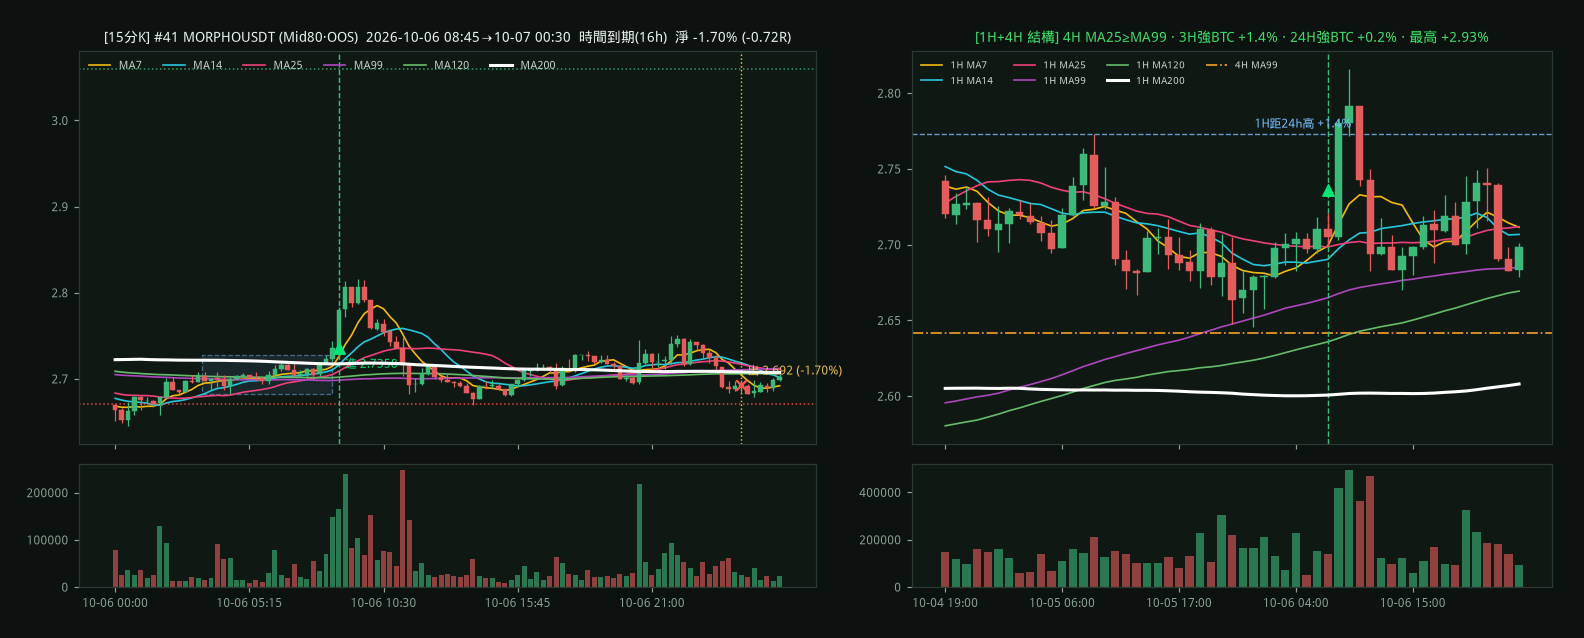 [15分K] #41 MORPHOUSDT (Mid80·OOS)  2026-10-06 08:45→10-07 00:30  時間到期(16h)  淨 -1.70% (-0.72R)
MA7
MA14
MA25
MA99
MA120
MA200
3.0
2.9
2.8
2.7
2.7358
2.692 (-1.70%)
200000
100000
0
10-06 00:00
10-06 05:15
10-06 10:30
10-06 15:45
10-06 21:00
[1H+4H 結構] 4H MA25≥MA99 · 3H強BTC +1.4% · 24H強BTC +0.2% · 最高 +2.93%
1H MA7
1H MA14
1H MA25
1H MA99
1H MA120
1H MA200
4H MA99
1H距24h高 +1.4%
2.80
2.75
2.70
2.65
2.60
400000
200000
0
10-04 19:00
10-05 06:00
10-05 17:00
10-06 04:00
10-06 15:00